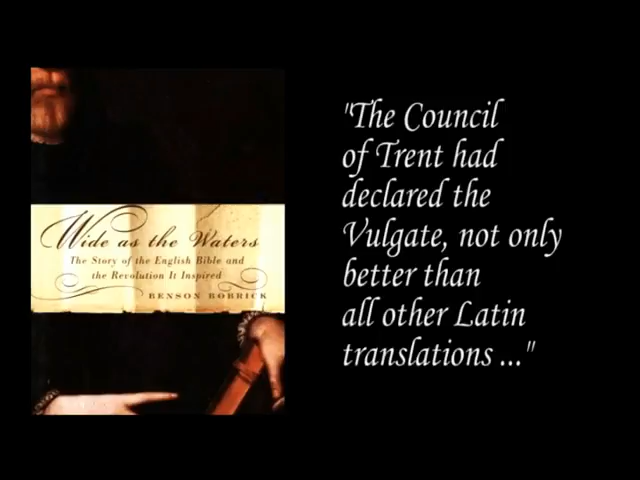 Wide as the Waters
The Story of the English Bible and
the Revolution It Inspired
BENSON BOBRICK
"The Council
of Trent had
declared the
Vulgate, not only
better than
all other Latin
translations ..."